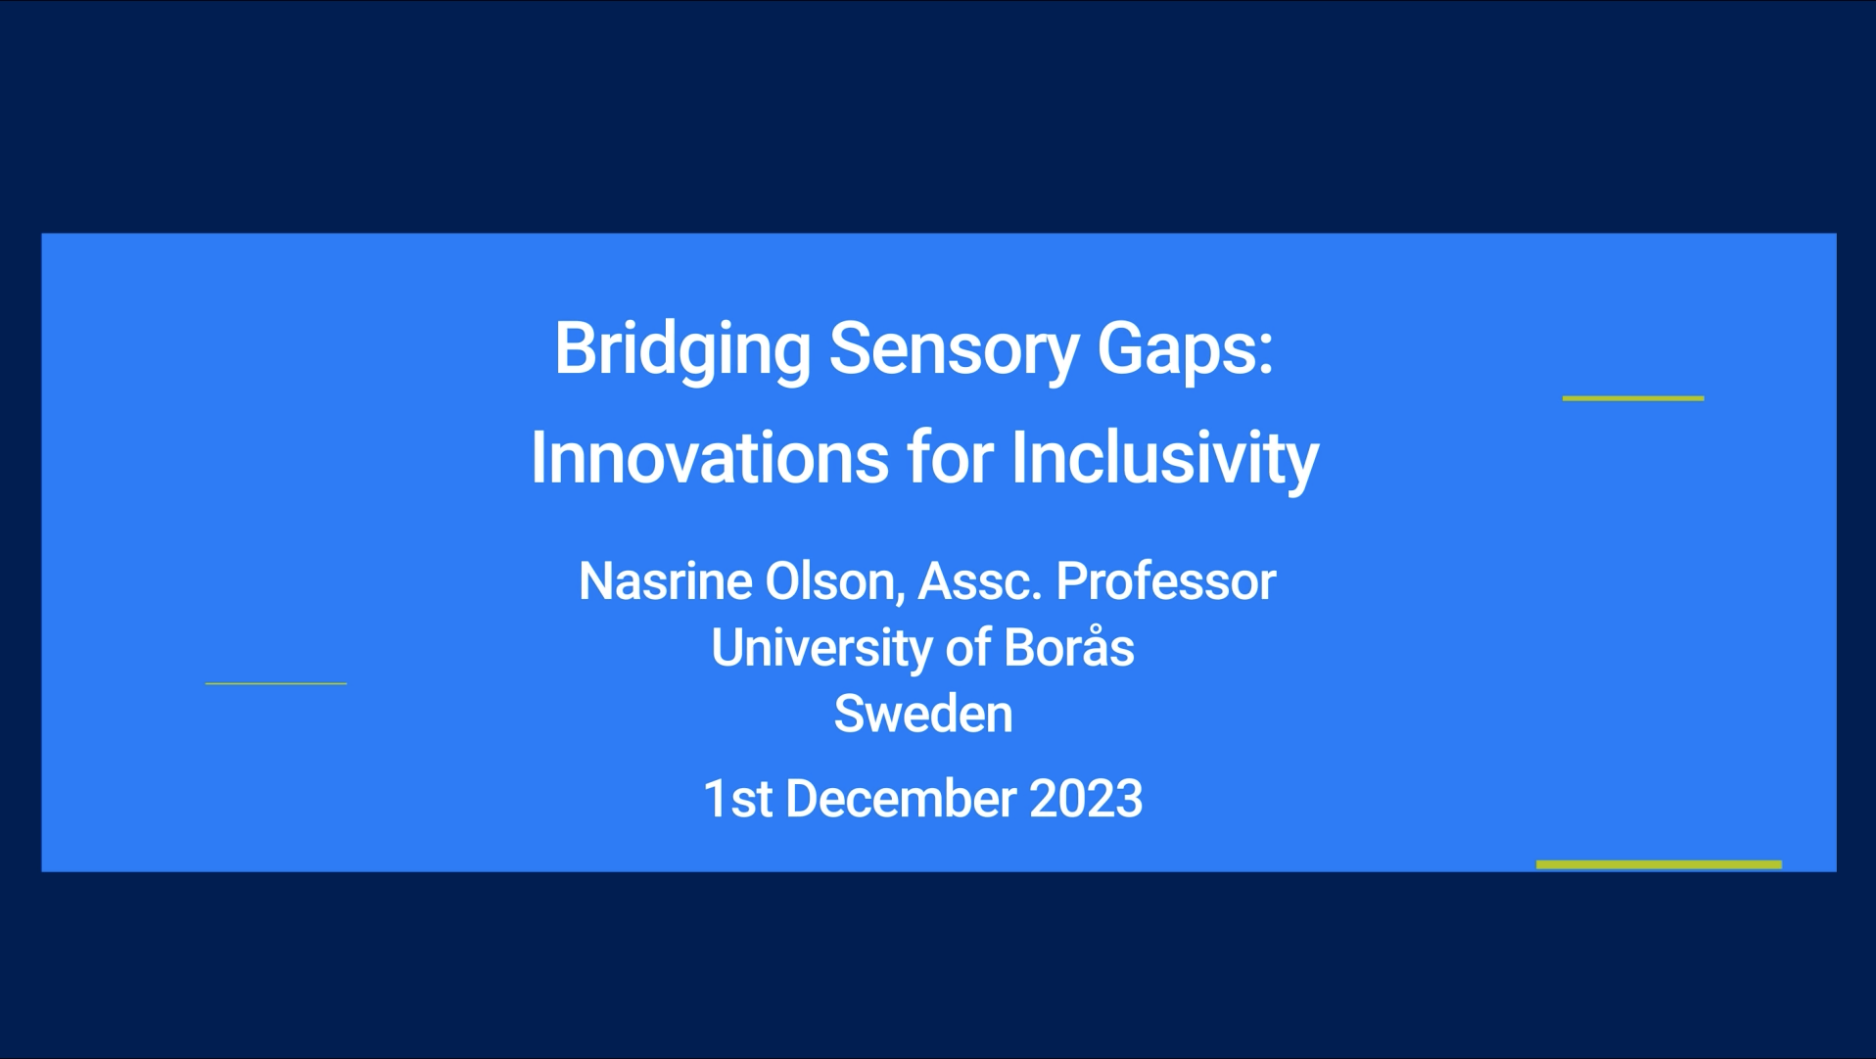 Bridging Sensory Gaps:
Innovations for Inclusivity
Nasrine Olson, Assc. Professor
University of Borås
Sweden
1st December 2023